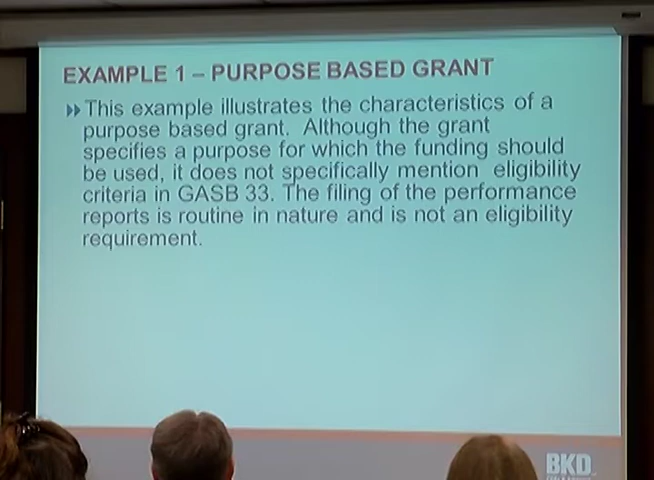 EXAMPLE 1 – PURPOSE BASED GRANT
This example illustrates the characteristics of a
purpose based grant. Although the grant
specifies a purpose for which the funding should
be used, it does not specifically mention eligibility
criteria in GASB 33. The filing of the performance
reports is routine in nature and is not an eligibility
requirement.
BKD